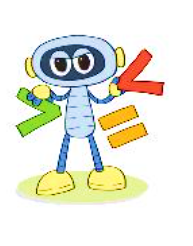 > <
=